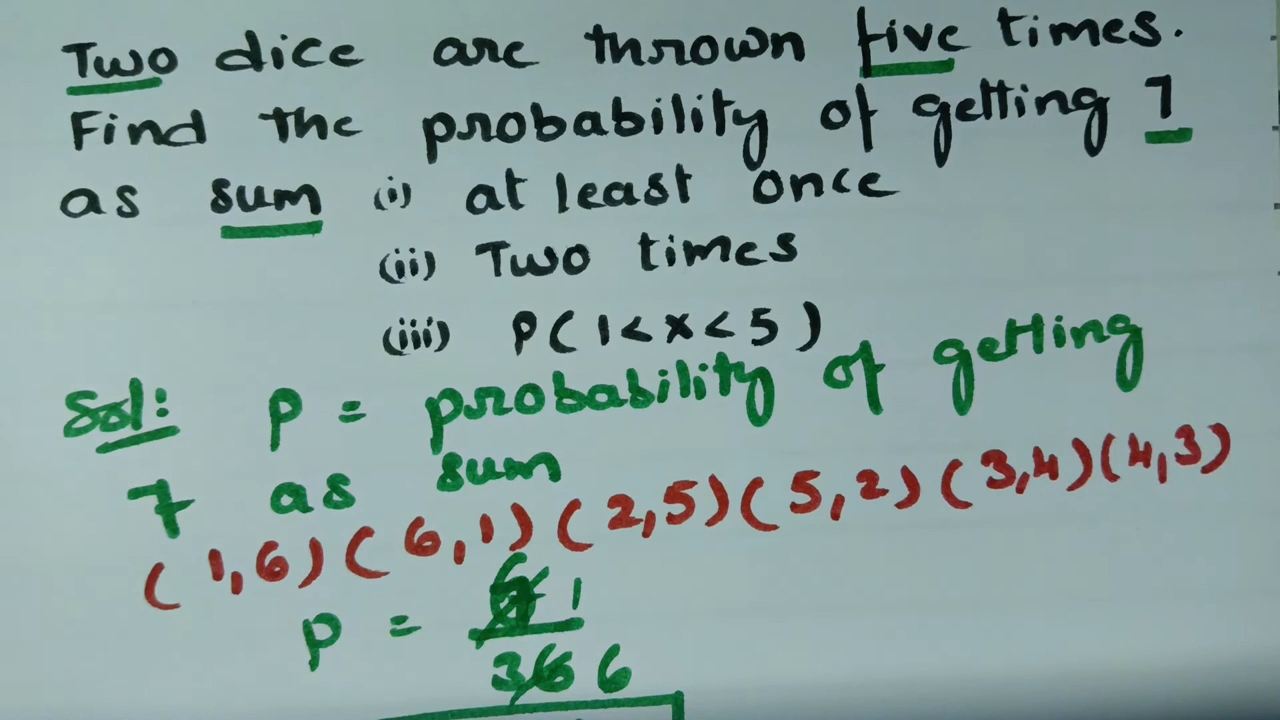 Two dice are thrown five times.
Find the probability of getting 7
as sum (i) at least once
(ii) Two times
(iii) P(1<x<5)
Sol: P = probability of getting
7 as sum
(1,6)(6,1)(2,5)(5,2)(3,4)(4,3)
P = 6 1
36 6